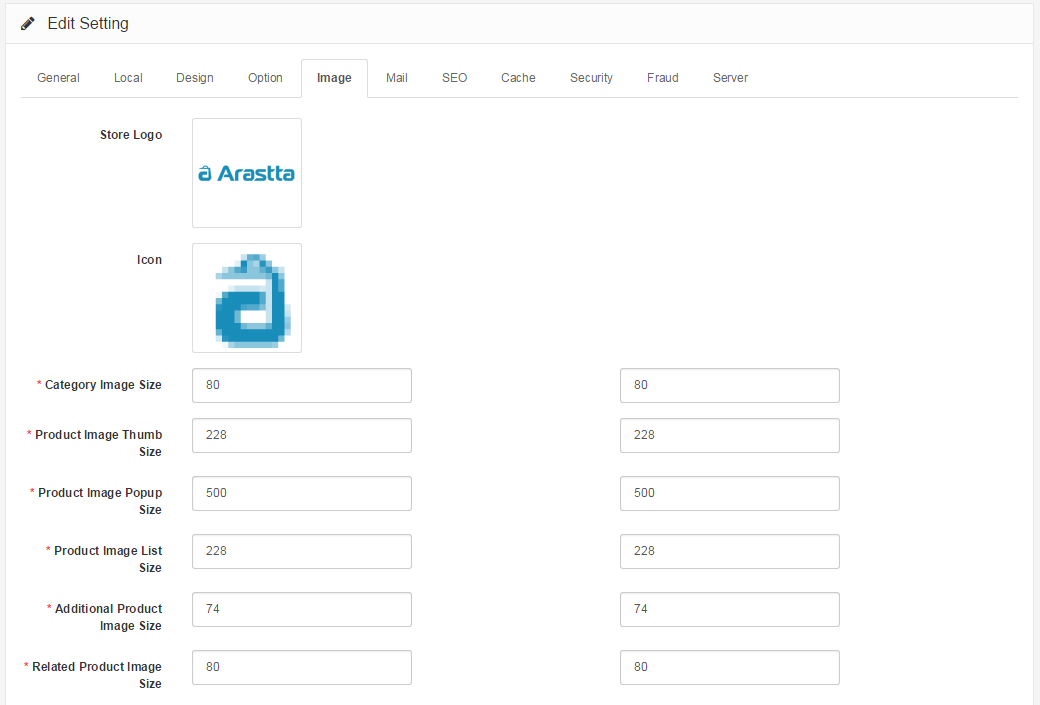 Edit Setting
General Local Design Option Image Mail SEO Cache Security Fraud Server
Store Logo
a Arastta
Icon
a
* Category Image Size 80 80
* Product Image Thumb 228 228
Size
* Product Image Popup 500 500
Size
* Product Image List 228 228
Size
* Additional Product 74 74
Image Size
* Related Product Image 80 80
Size